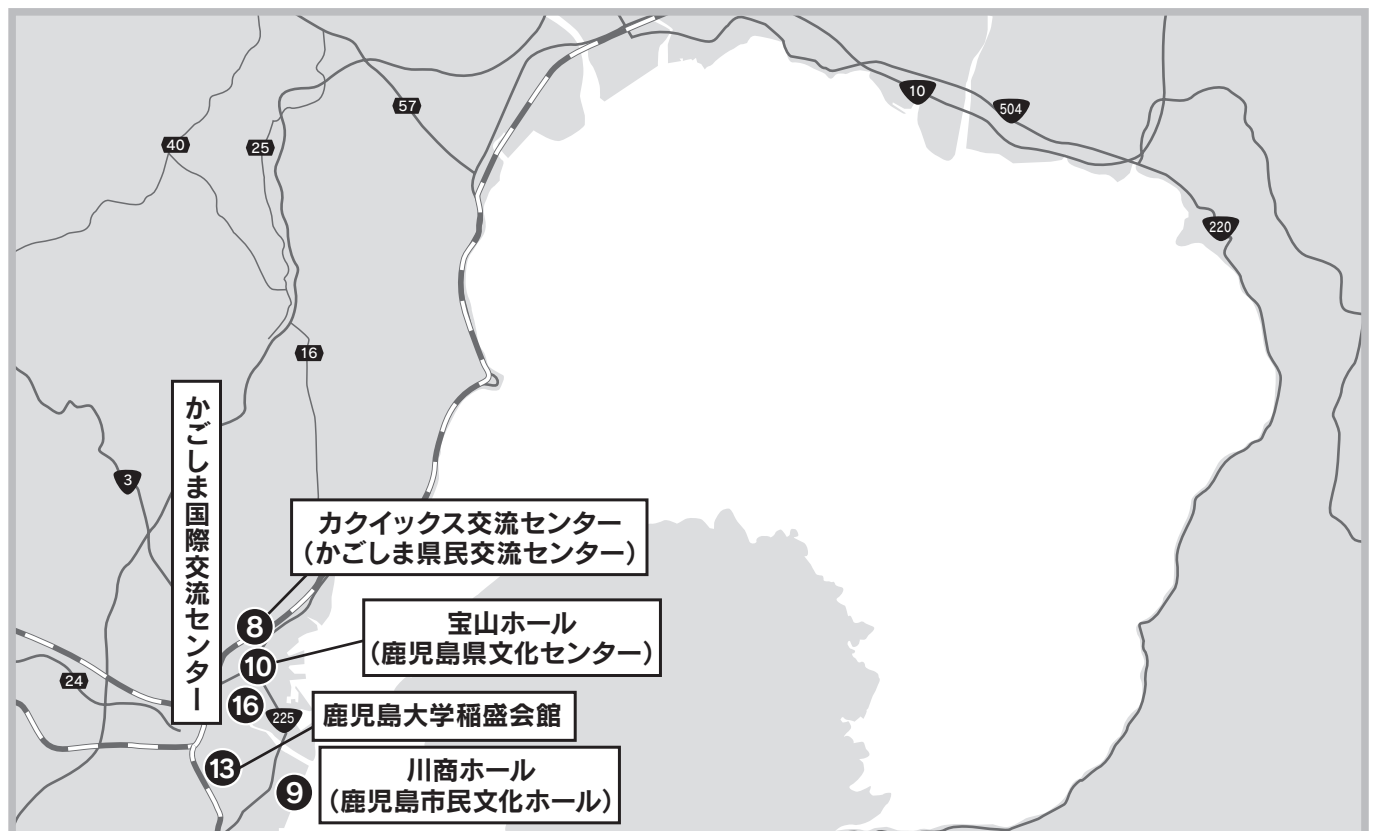 10
504
57
40
25
220
16
3
かごしま国際交流センター
カクイックス交流センター
（かごしま県民交流センター）
8
宝山ホール
（鹿児島県文化センター）
10
24
16
225
鹿児島大学稲盛会館
13
川商ホール
（鹿児島市民文化ホール）
9